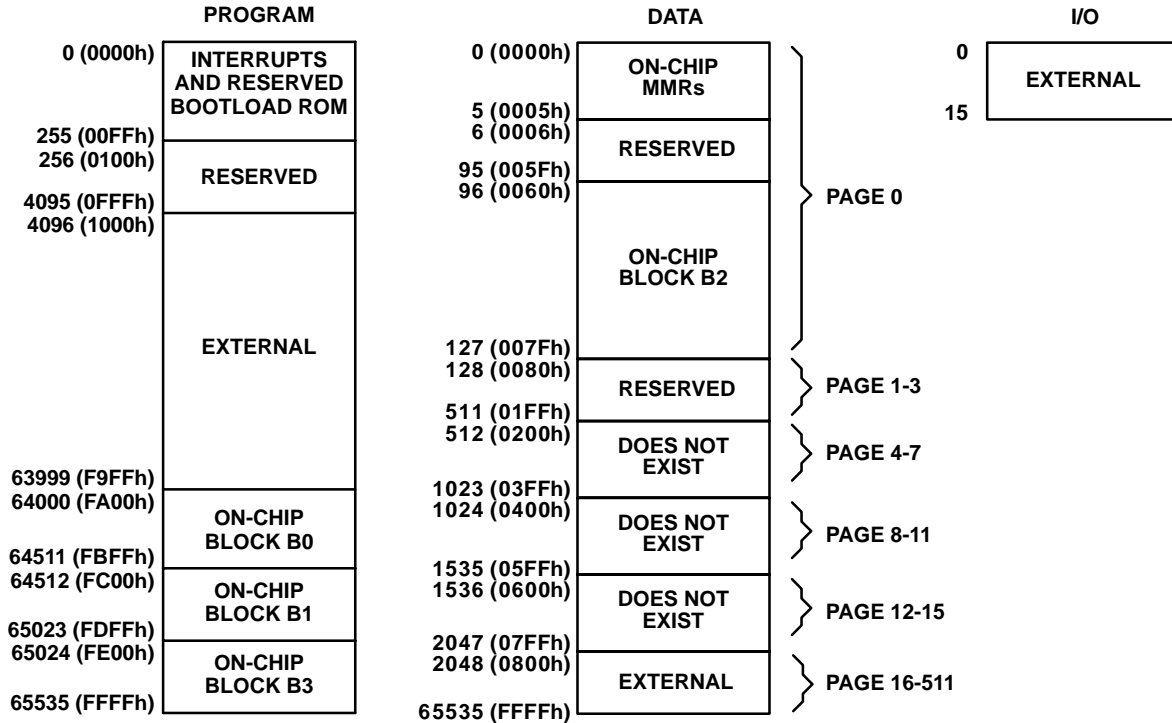 PROGRAM
0 (0000h)
INTERRUPTS
AND RESERVED
BOOTLOAD ROM
255 (00FFh)
256 (0100h)
RESERVED
4095 (0FFFh)
4096 (1000h)
EXTERNAL
63999 (F9FFh)
64000 (FA00h)
ON-CHIP
BLOCK B0
64511 (FBFFh)
64512 (FC00h)
ON-CHIP
BLOCK B1
65023 (FDFFh)
65024 (FE00h)
ON-CHIP
BLOCK B3
65535 (FFFFh)
DATA
0 (0000h)
ON-CHIP
MMRs
5 (0005h)
6 (0006h)
RESERVED
95 (005Fh)
96 (0060h)
ON-CHIP
BLOCK B2
PAGE 0
127 (007Fh)
128 (0080h)
RESERVED
PAGE 1-3
511 (01FFh)
512 (0200h)
DOES NOT
EXIST
PAGE 4-7
1023 (03FFh)
1024 (0400h)
DOES NOT
EXIST
PAGE 8-11
1535 (05FFh)
1536 (0600h)
DOES NOT
EXIST
PAGE 12-15
2047 (07FFh)
2048 (0800h)
EXTERNAL
PAGE 16-511
65535 (FFFFh)
I/O
0
EXTERNAL
15